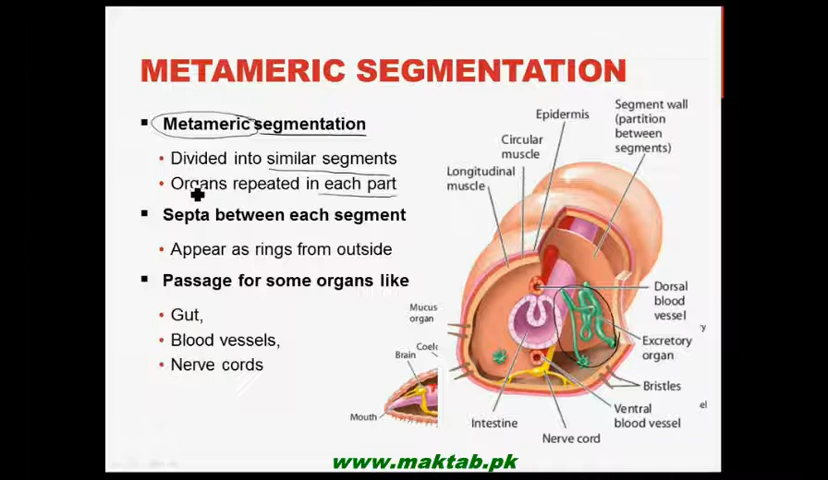 METAMERIC SEGMENTATION
Metameric segmentation
Divided into similar segments
Organs repeated in each part
Septa between each segment
Appear as rings from outside
Passage for some organs like
Gut,
Blood vessels,
Nerve cords
Segment wall
(partition
between
segments)
Epidermis
Circular
muscle
Longitudinal
muscle
Dorsal
blood
vessel
Excretory
organ
Bristles
Ventral
blood vessel
Nerve cord
Intestine
Mucus
organ
Coel
Brain
Mouth
www.maktab.pk